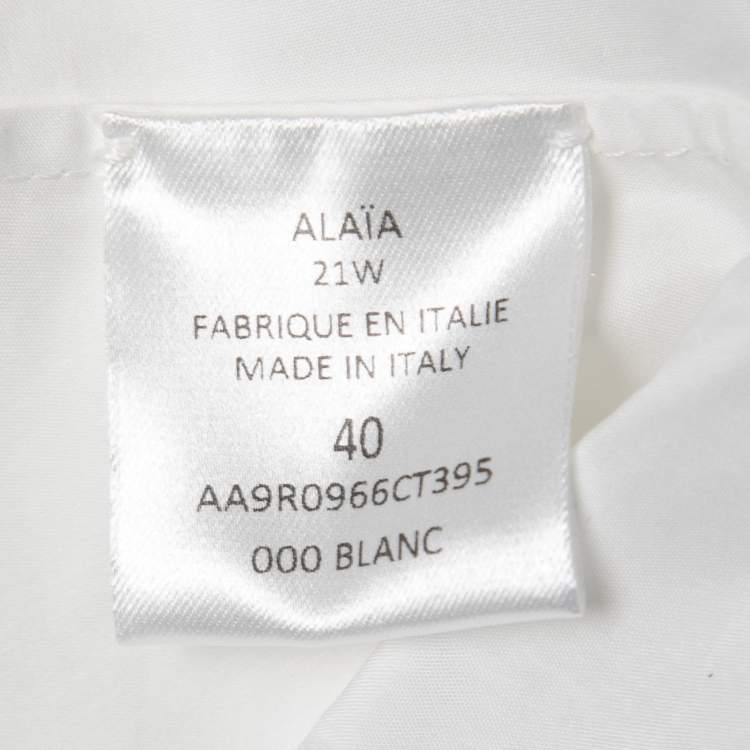 ALAÏA
21W
FABRIQUE EN ITALIE
MADE IN ITALY
40
AA9R0966CT395
000 BLANC